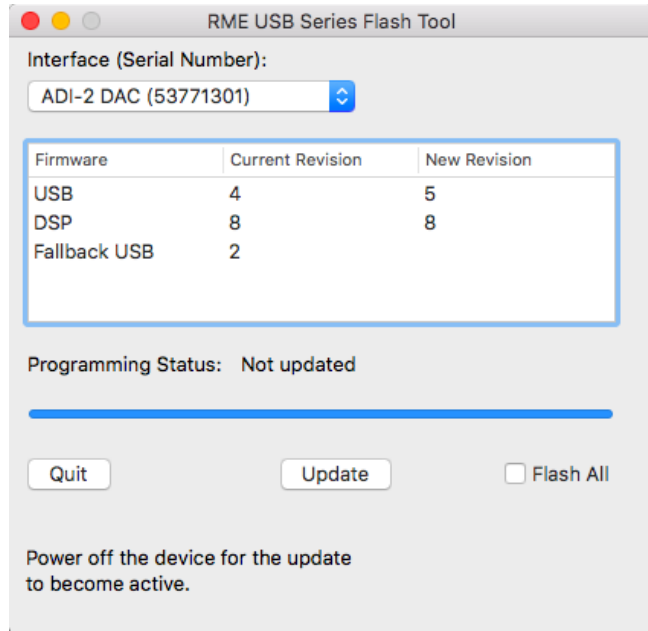 RME USB Series Flash Tool
Interface (Serial Number):
ADI-2 DAC (53771301)
Firmware Current Revision New Revision
USB 4 5
DSP 8 8
Fallback USB 2
Programming Status: Not updated
Quit Update Flash All
Power off the device for the update
to become active.